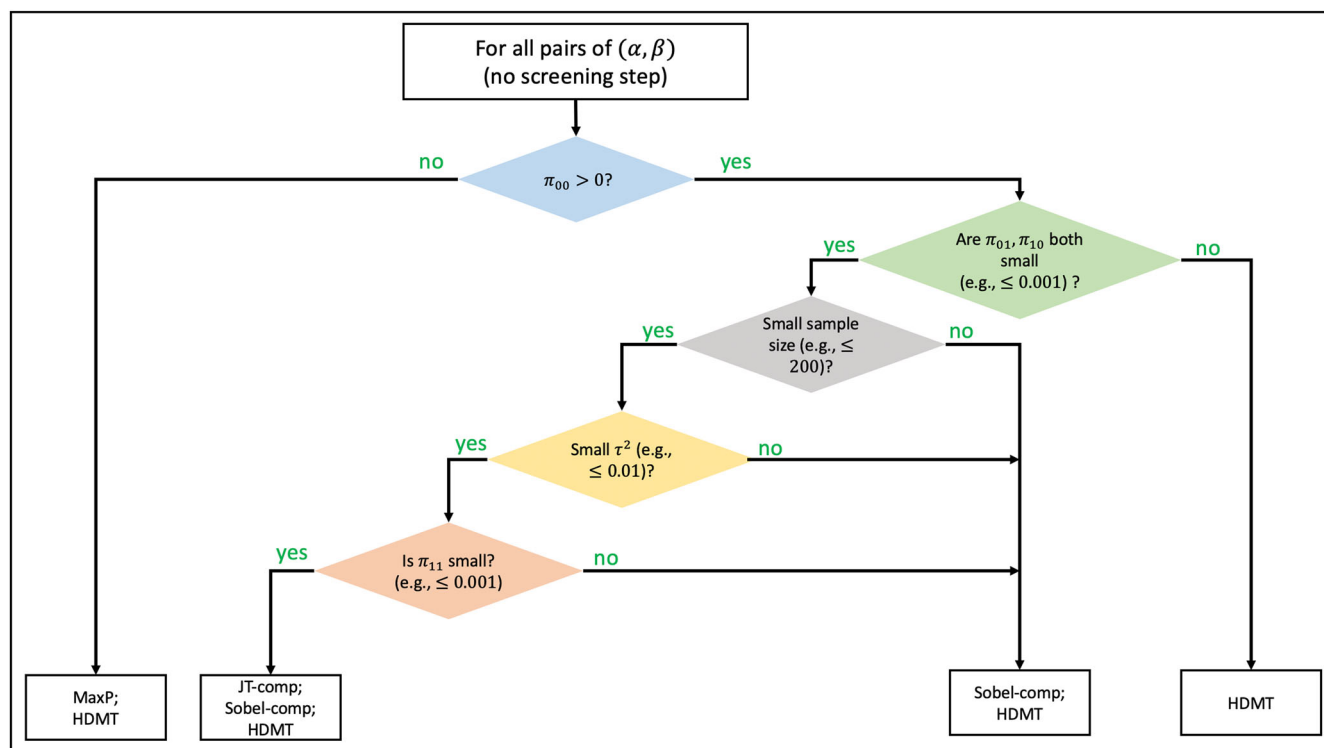 For all pairs of (α, β)
(no screening step)
no
yes
π₀₀ > 0?
Are π₀₁, π₁₀ both
small
(e.g., ≤ 0.001) ?
yes
no
Small sample
size (e.g., ≤
200)?
yes
no
Small τ² (e.g.,
≤ 0.01)?
yes
no
Is π₁₁ small?
(e.g., ≤ 0.001)
yes
no
MaxP;
HDMT
JT-comp;
Sobel-comp;
HDMT
Sobel-comp;
HDMT
HDMT